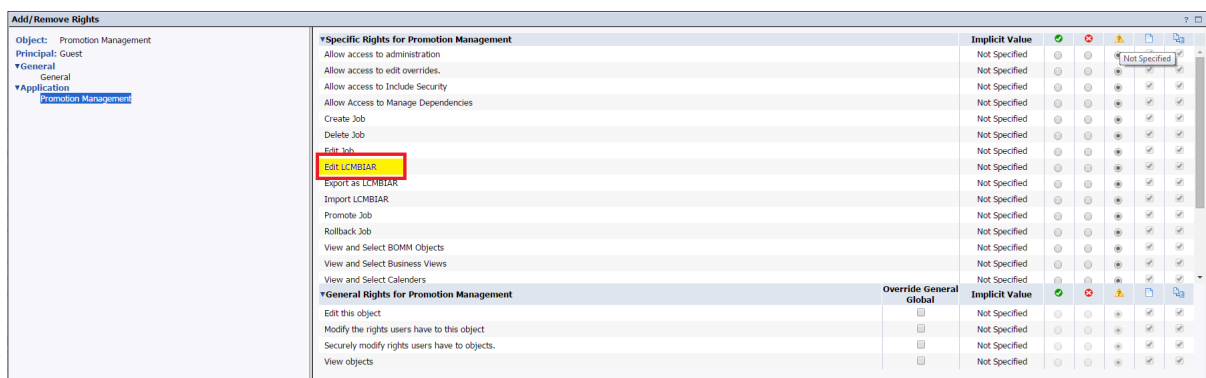 Add/Remove Rights
?
Object: Promotion Management
Principal: Guest
▼General
General
▼Application
Promotion Management
▼Specific Rights for Promotion Management Implicit Value
Allow access to administration Not Specified
Not Specified
Allow access to edit overrides. Not Specified
Allow access to Include Security Not Specified
Allow Access to Manage Dependencies Not Specified
Create Job Not Specified
Delete Job Not Specified
Edit Job Not Specified
Edit LCMBIAR Not Specified
Export as LCMBIAR Not Specified
Import LCMBIAR Not Specified
Promote Job Not Specified
Rollback Job Not Specified
View and Select BOMM Objects Not Specified
View and Select Business Views Not Specified
View and Select Calenders Not Specified
▼General Rights for Promotion Management Override General Global Implicit Value
Edit this object Not Specified
Modify the rights users have to this object Not Specified
Securely modify rights users have to objects. Not Specified
View objects Not Specified